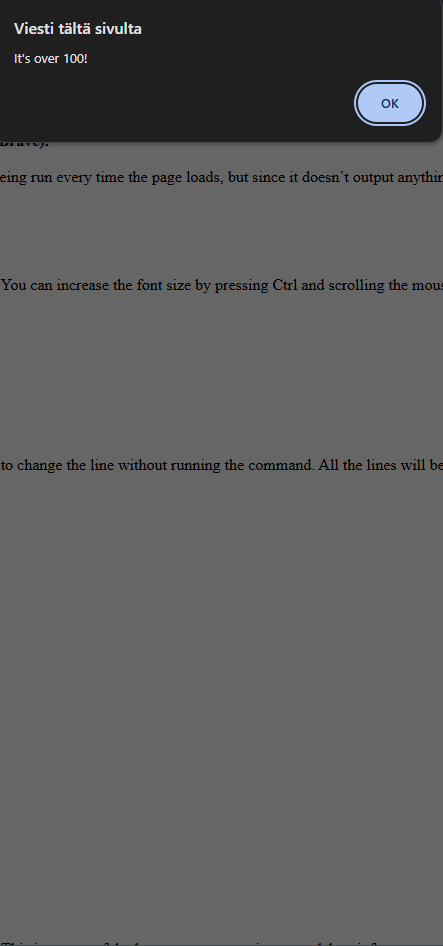 Viesti tältä sivulta
It's over 100!
OK
Brave).
eing run every time the page loads, but since it doesn’t output anythin
You can increase the font size by pressing Ctrl and scrolling the mous
to change the line without running the command. All the lines will be